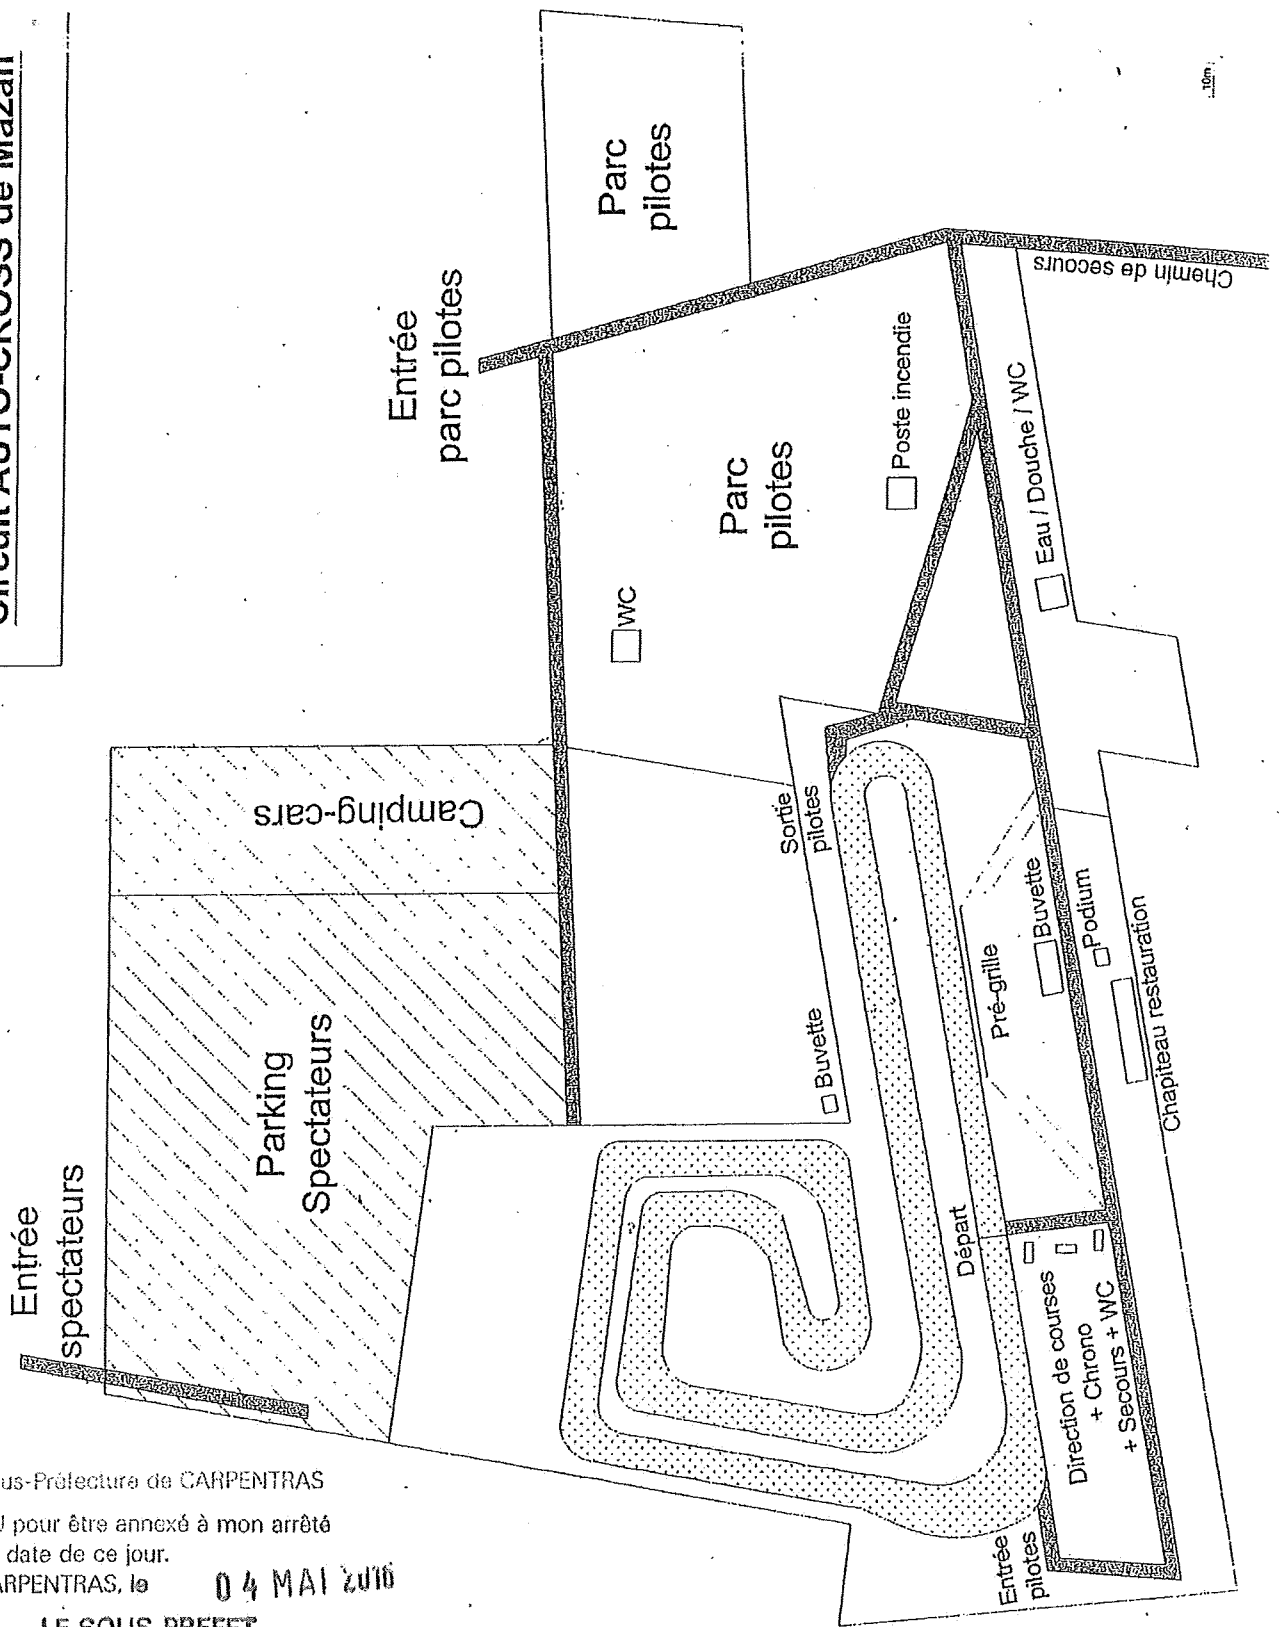 Circuit AUTO-CROSS de Mazan
Entrée
spectateurs
Parking
Spectateurs
Camping-cars
Entrée
parc pilotes
Parc
pilotes
10m
Chemin de secours
Parc
pilotes
Poste incendie
WC
Eau / Douche / WC
Sortie
pilotes
Buvette
Pré-grille
Buvette
Podium
Chapiteau restauration
Départ
Direction de courses
+ Chrono
+ Secours + WC
Entrée
pilotes
us-Préfecture de CARPENTRAS
pour être annexé à mon arrêté
date de ce jour.
ARPENTRAS, le 04 MAI 2016
LE SOUS-PREFET